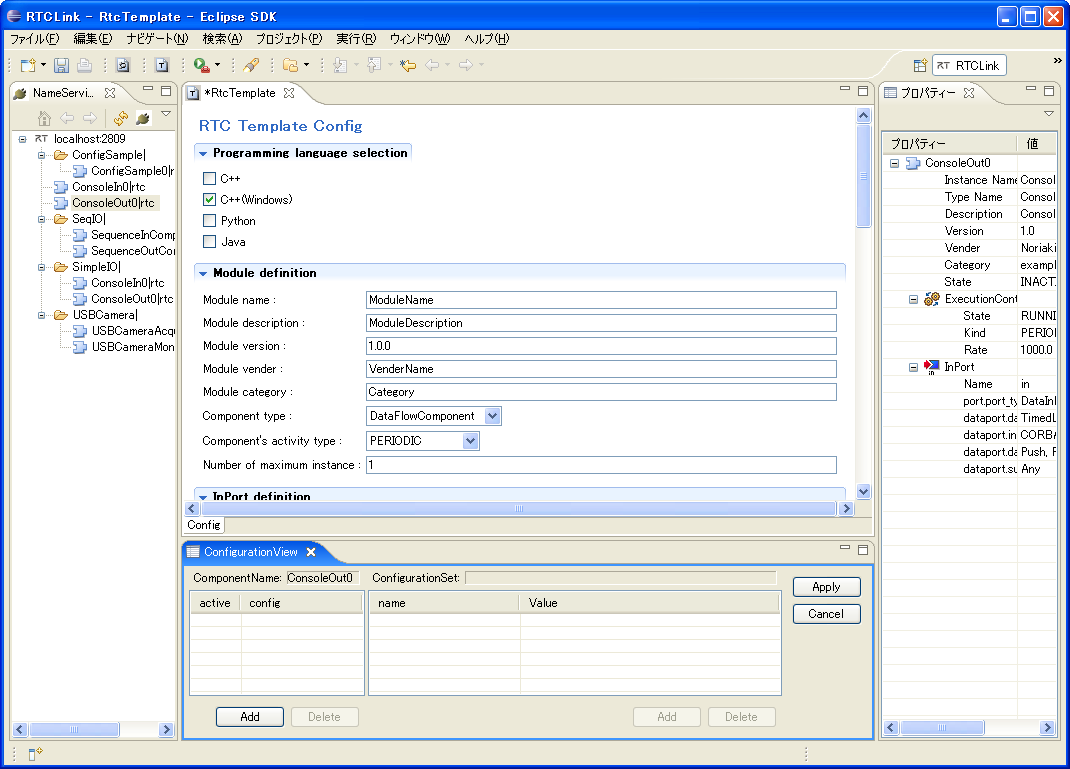 RTCLink - RtcTemplate - Eclipse SDK
ファイル(F) 編集(E) ナビゲート(N) 検索(A) プロジェクト(P) 実行(R) ウィンドウ(W) ヘルプ(H)
RT RTCLink
NameServi...
RT localhost:2809
ConfigSample|
ConfigSample0|r
ConsoleIn0|rtc
ConsoleOut0|rtc
SeqIO|
SequenceInComp
SequenceOutCor
SimpleIO|
ConsoleIn0|rtc
ConsoleOut0|rtc
USBCamera|
USBCameraAcqu
USBCameraMon
*RtcTemplate
RTC Template Config
Programming language selection
C++
C++(Windows)
Python
Java
Module definition
Module name : ModuleName
Module description : ModuleDescription
Module version : 1.0.0
Module vender : VenderName
Module category : Category
Component type : DataFlowComponent
Component's activity type : PERIODIC
Number of maximum instance : 1
InPort definition
Config
ConfigurationView
ComponentName: ConsoleOut0 ConfigurationSet:
active config
name Value
Apply
Cancel
Add Delete
Add Delete
プロパティー
プロパティー 値
ConsoleOut0
Instance Name Consol
Type Name Consol
Description Consol
Version 1.0
Vender Noriaki
Category exampl
State INACT
ExecutionCont
State RUNNI
Kind PERIO
Rate 1000.0
InPort
Name in
port.port_ty DataInl
dataport.da TimedL
dataport.in CORBA
dataport.da Push, F
dataport.su Any